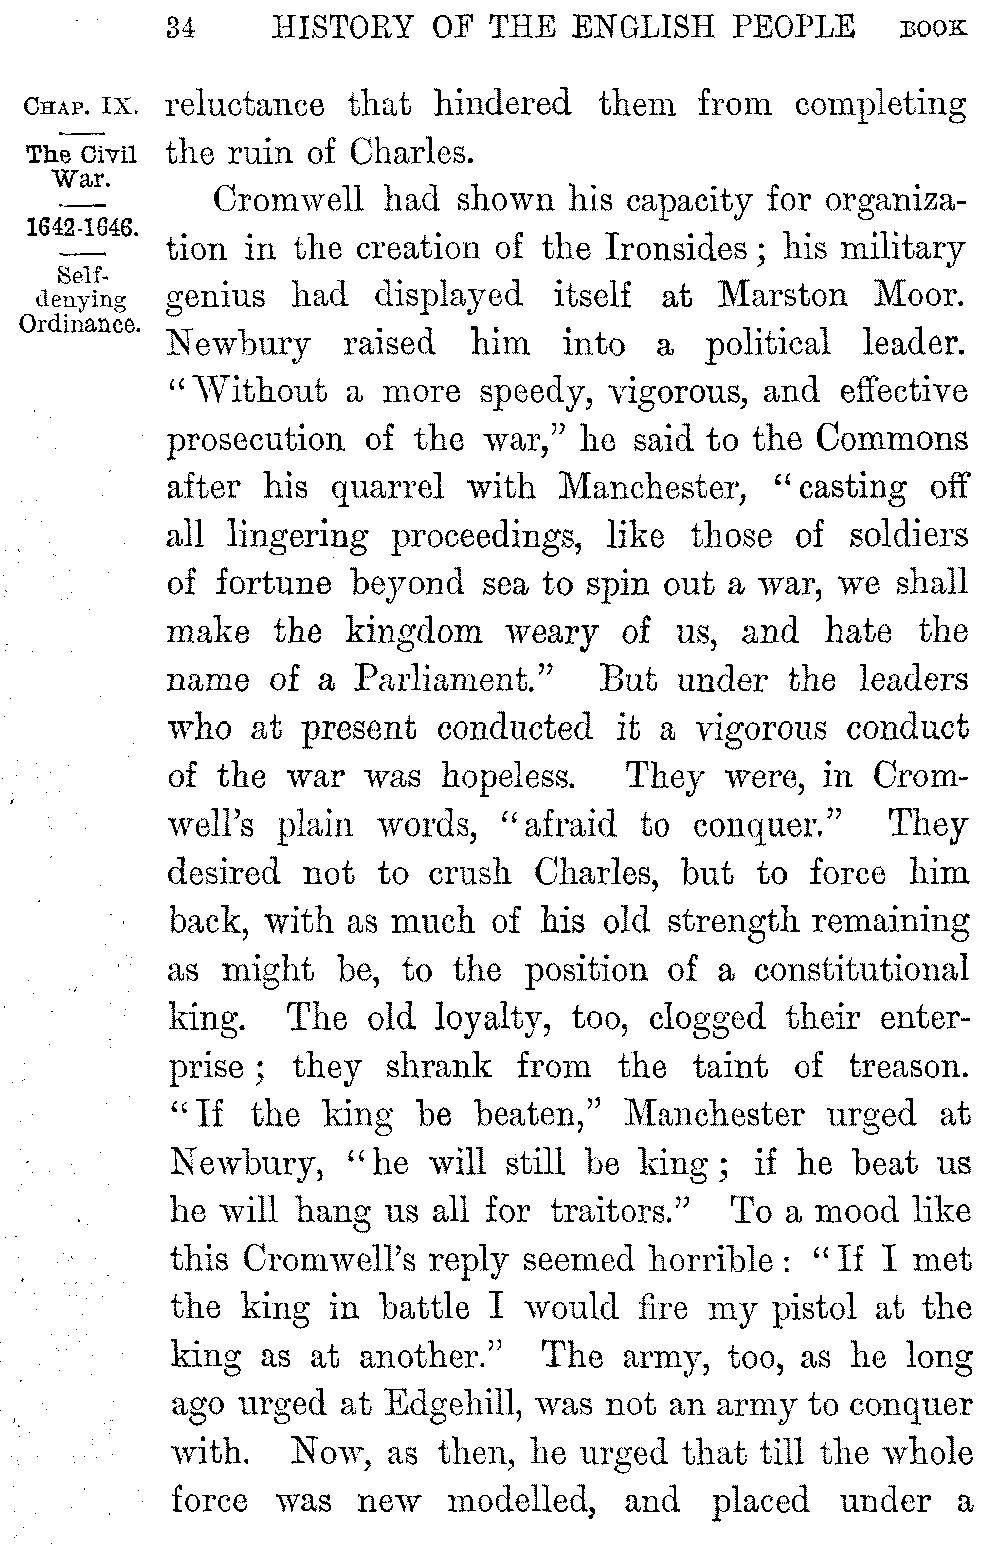 34 HISTORY OF THE ENGLISH PEOPLE BOOK
CHAP. IX.
The Civil
War.
1642-1646.
Self-
denying
Ordinance.
reluctance that hindered them from completing
the ruin of Charles.
Cromwell had shown his capacity for organiza-
tion in the creation of the Ironsides; his military
genius had displayed itself at Marston Moor.
Newbury raised him into a political leader.
"Without a more speedy, vigorous, and effective
prosecution of the war," he said to the Commons
after his quarrel with Manchester, "casting off
all lingering proceedings, like those of soldiers
of fortune beyond sea to spin out a war, we shall
make the kingdom weary of us, and hate the
name of a Parliament." But under the leaders
who at present conducted it a vigorous conduct
of the war was hopeless. They were, in Crom-
well's plain words, "afraid to conquer." They
desired not to crush Charles, but to force him
back, with as much of his old strength remaining
as might be, to the position of a constitutional
king. The old loyalty, too, clogged their enter-
prise; they shrank from the taint of treason.
"If the king be beaten," Manchester urged at
Newbury, "he will still be king; if he beat us
he will hang us all for traitors." To a mood like
this Cromwell's reply seemed horrible: "If I met
the king in battle I would fire my pistol at the
king as at another." The army, too, as he long
ago urged at Edgehill, was not an army to conquer
with. Now, as then, he urged that till the whole
force was new modelled, and placed under a